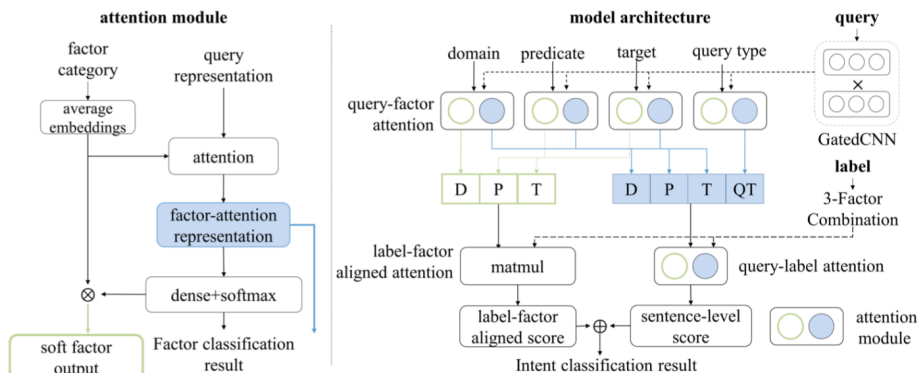 attention module
factor
category
query
representation
average
embeddings
attention
factor-attention
representation
⊗
dense+softmax
soft factor
output
Factor classification
result
model architecture
query
domain
predicate
target
query type
query-factor
attention
×
GatedCNN
label
3-Factor
Combination
D P T
D P T QT
label-factor
aligned attention
matmul
query-label attention
label-factor
aligned score
⊕
sentence-level
score
attention
module
Intent classification result